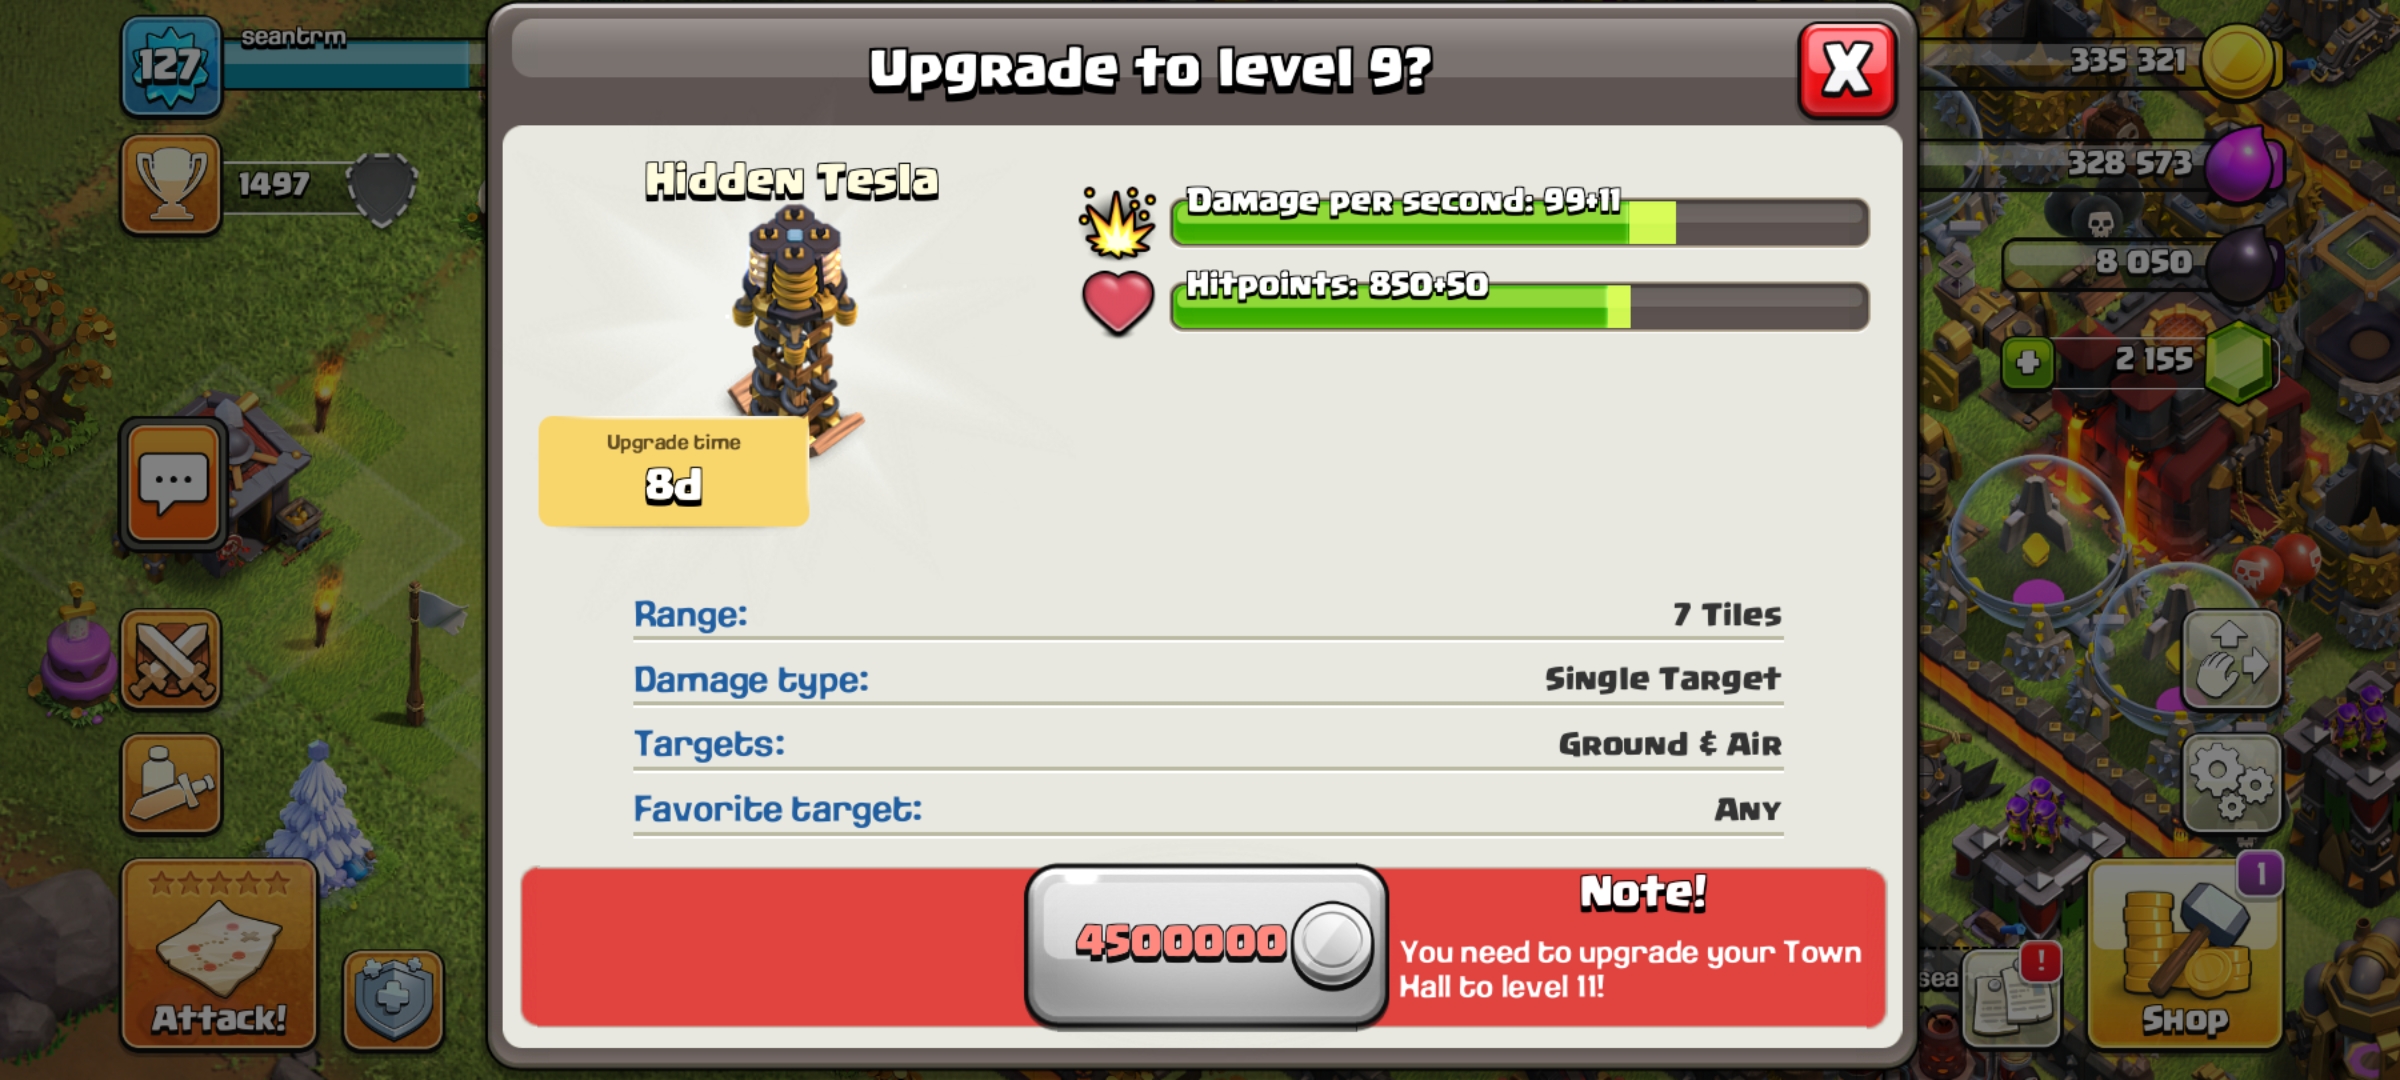 127
seantrm
1497
Attack!
Upgrade to level 9?
X
Hidden Tesla
Upgrade time
8d
Damage per second: 99+11
Hitpoints: 850+50
Range: 7 Tiles
Damage type: Single Target
Targets: Ground & Air
Favorite target: Any
4500000
Note!
You need to upgrade your Town
Hall to level 11!
335 321
328 573
8 050
2 155
sea
!
1
Shop